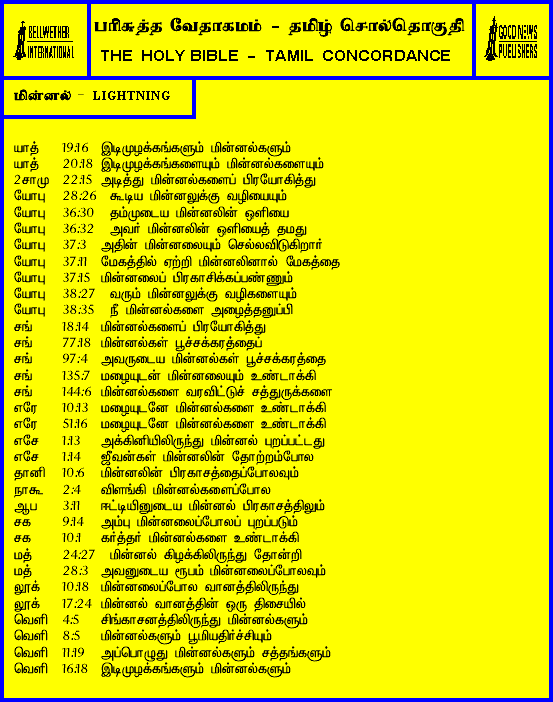 BELLWETHER
INTERNATIONAL
பரிசுத்த வேதாகமம் - தமிழ் சொல்தொகுதி
THE HOLY BIBLE - TAMIL CONCORDANCE
GOOD NEWS
PUBLISHERS
மின்னல் - LIGHTNING
யாத் 19:16 இடிமுழக்கங்களும் மின்னல்களும்
யாத் 20:18 இடிமுழக்கங்களையும் மின்னல்களையும்
2சாமு 22:15 அடித்து மின்னல்களைப் பிரயோகித்து
யோபு 28:26 கூடிய மின்னலுக்கு வழியையும்
யோபு 36:30 தம்முடைய மின்னலின் ஒளியை
யோபு 36:32 அவர் மின்னலின் ஒளியைத் தமது
யோபு 37:3 அதின் மின்னலையும் செல்லவிடுகிறார்
யோபு 37:11 மேகத்தில் ஏற்றி மின்னலினால் மேகத்தை
யோபு 37:15 மின்னலைப் பிரகாசிக்கப்பண்ணும்
யோபு 38:27 வரும் மின்னலுக்கு வழிகளையும்
யோபு 38:35 நீ மின்னல்களை அழைத்தனுப்பி
சங் 18:14 மின்னல்களைப் பிரயோகித்து
சங் 77:18 மின்னல்கள் பூச்சக்கரத்தைப்
சங் 97:4 அவருடைய மின்னல்கள் பூச்சக்கரத்தை
சங் 135:7 மழையுடன் மின்னலையும் உண்டாக்கி
சங் 144:6 மின்னல்களை வரவிட்டுச் சத்துருக்களை
எரே 10:13 மழையுடனே மின்னல்களை உண்டாக்கி
எரே 51:16 மழையுடனே மின்னல்களை உண்டாக்கி
எசே 1:13 அக்கினியிலிருந்து மின்னல் புறப்பட்டது
எசே 1:14 ஜீவன்கள் மின்னலின் தோற்றம்போல
தானி 10:6 மின்னலின் பிரகாசத்தைப்போலவும்
நாகூ 2:4 விளங்கி மின்னல்களைப்போல
ஆப 3:11 ஈட்டியினுடைய மின்னல் பிரகாசத்திலும்
சக 9:14 அம்பு மின்னலைப்போலப் புறப்படும்
சக 10:1 கர்த்தர் மின்னல்களை உண்டாக்கி
மத் 24:27 மின்னல் கிழக்கிலிருந்து தோன்றி
மத் 28:3 அவனுடைய ரூபம் மின்னலைப்போலவும்
லூக் 10:18 மின்னலைப்போல வானத்திலிருந்து
லூக் 17:24 மின்னல் வானத்தின் ஒரு திசையில்
வெளி 4:5 சிங்காசனத்திலிருந்து மின்னல்களும்
வெளி 8:5 மின்னல்களும் பூமியதிர்ச்சியும்
வெளி 11:19 அப்பொழுது மின்னல்களும் சத்தங்களும்
வெளி 16:18 இடிமுழக்கங்களும் மின்னல்களும்